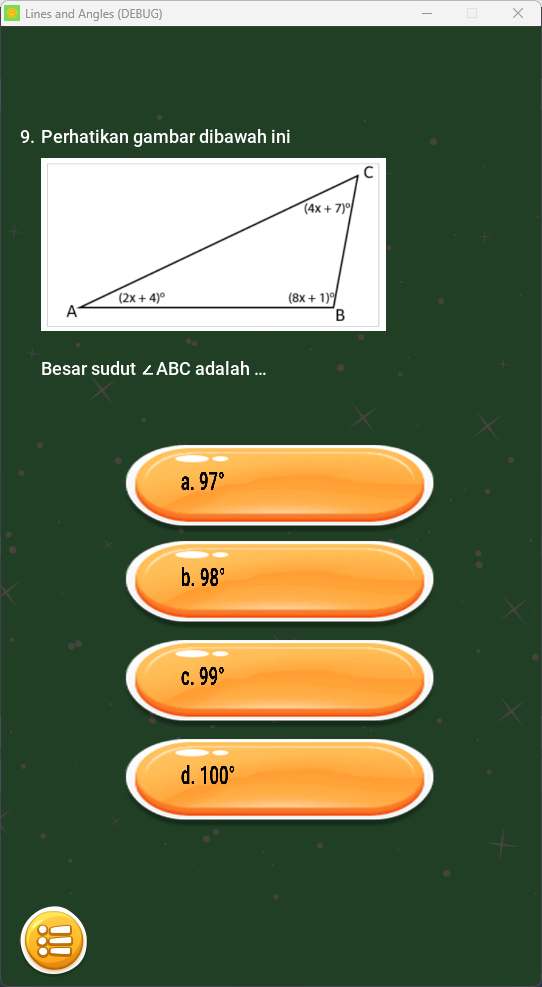 Lines and Angles (DEBUG)
9. Perhatikan gambar dibawah ini
C
(4x + 7)º
(2x + 4)º
(8x + 1)º
A
B
Besar sudut ∠ABC adalah ...
a. 97°
b. 98°
c. 99°
d. 100°